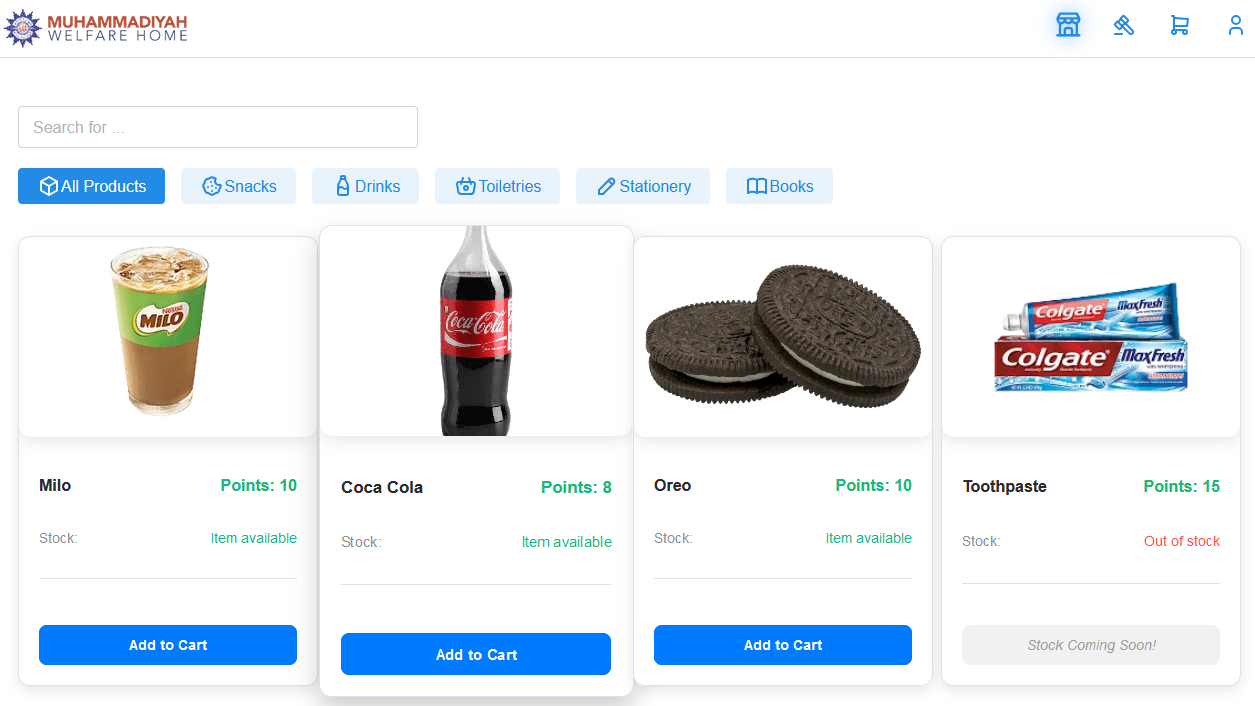 MUHAMMADIYAH
WELFARE HOME
Search for ...
All Products
Snacks
Drinks
Toiletries
Stationery
Books
Nestlé
MILO
Coca-Cola
Colgate MaxFresh
Colgate MaxFresh
with WHITENING
Milo
Points: 10
Stock:
Item available
Add to Cart
Coca Cola
Points: 8
Stock:
Item available
Add to Cart
Oreo
Points: 10
Stock:
Item available
Add to Cart
Toothpaste
Points: 15
Stock:
Out of stock
Stock Coming Soon!